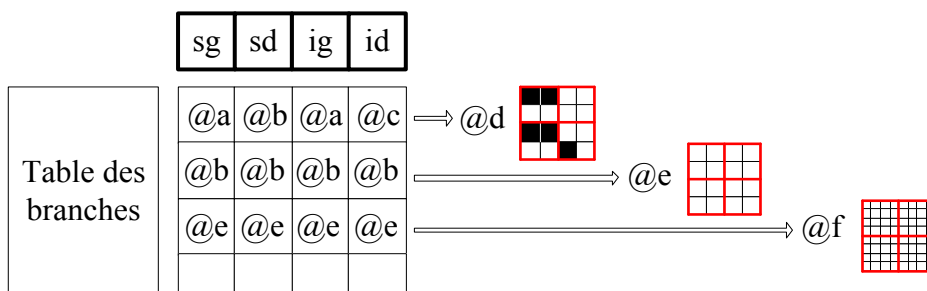 sg sd ig id
Table des
branches
@a @b @a @c @d
@b @b @b @b @e
@e @e @e @e @f